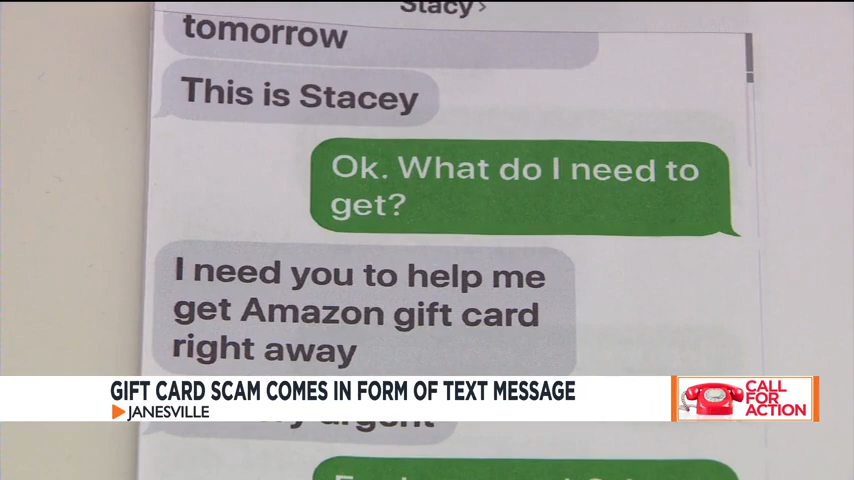 Stacy >
tomorrow
This is Stacey
Ok. What do I need to
get?
I need you to help me
get Amazon gift card
right away
urgent
GIFT CARD SCAM COMES IN FORM OF TEXT MESSAGE
JANESVILLE
CALL
FOR
ACTION